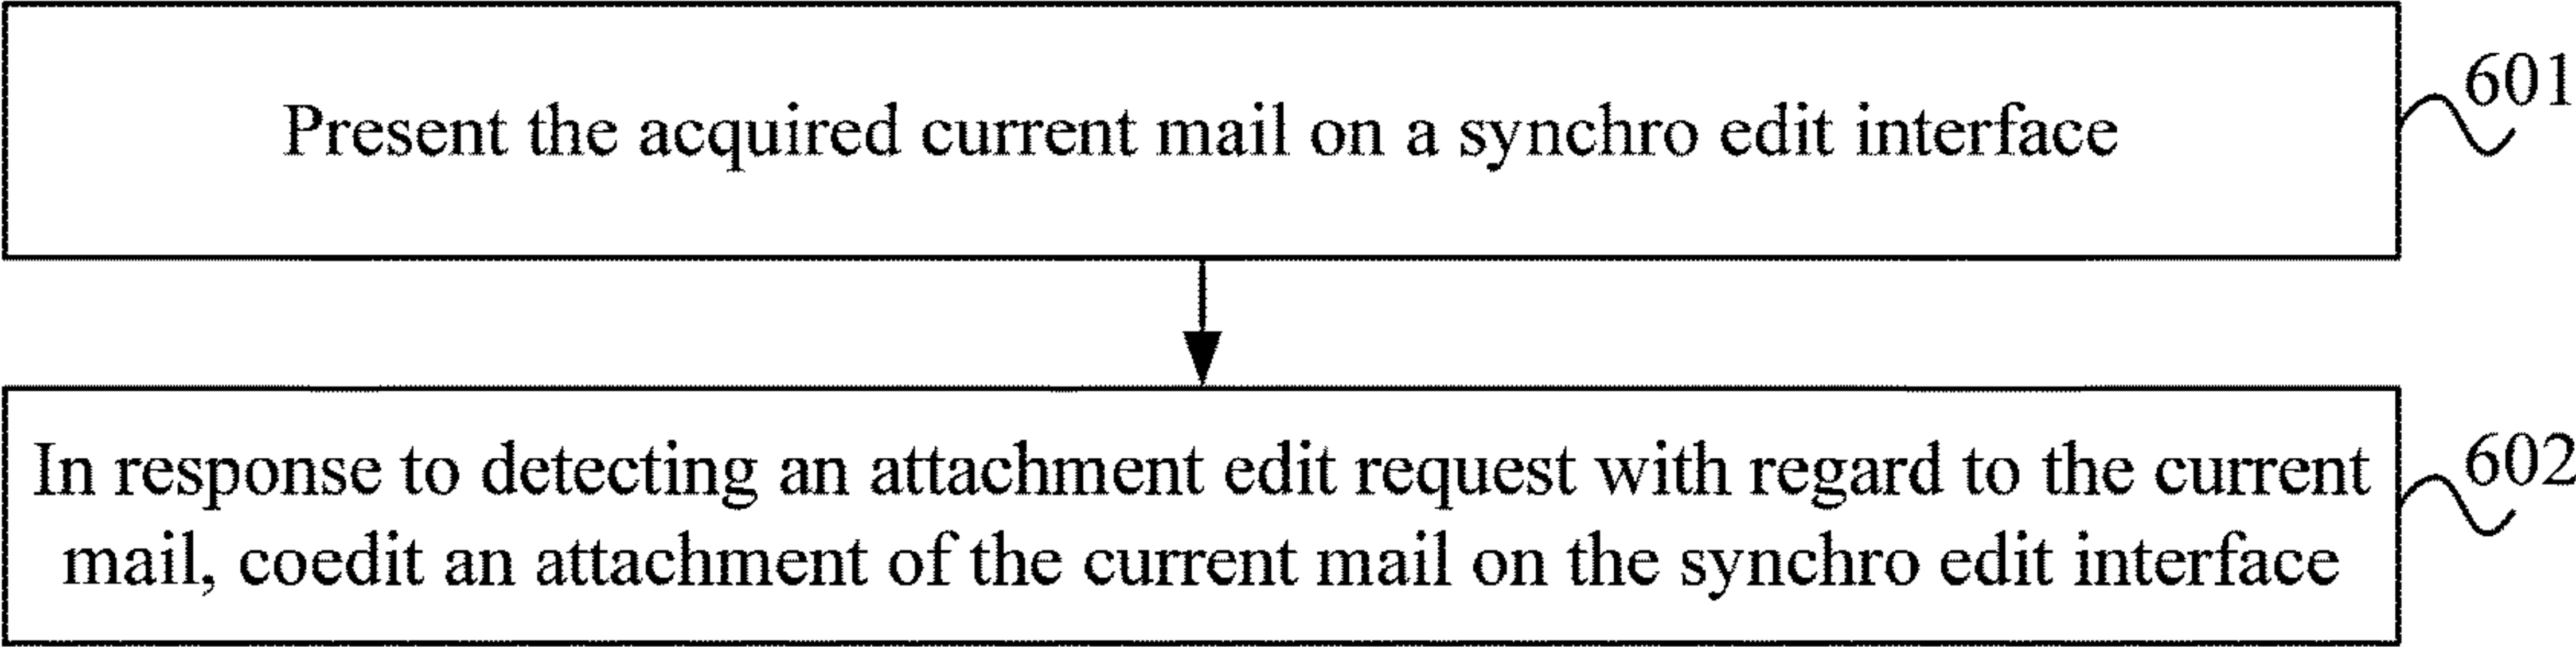 Present the acquired current mail on a synchro edit interface
601
In response to detecting an attachment edit request with regard to the current
mail, coedit an attachment of the current mail on the synchro edit interface
602